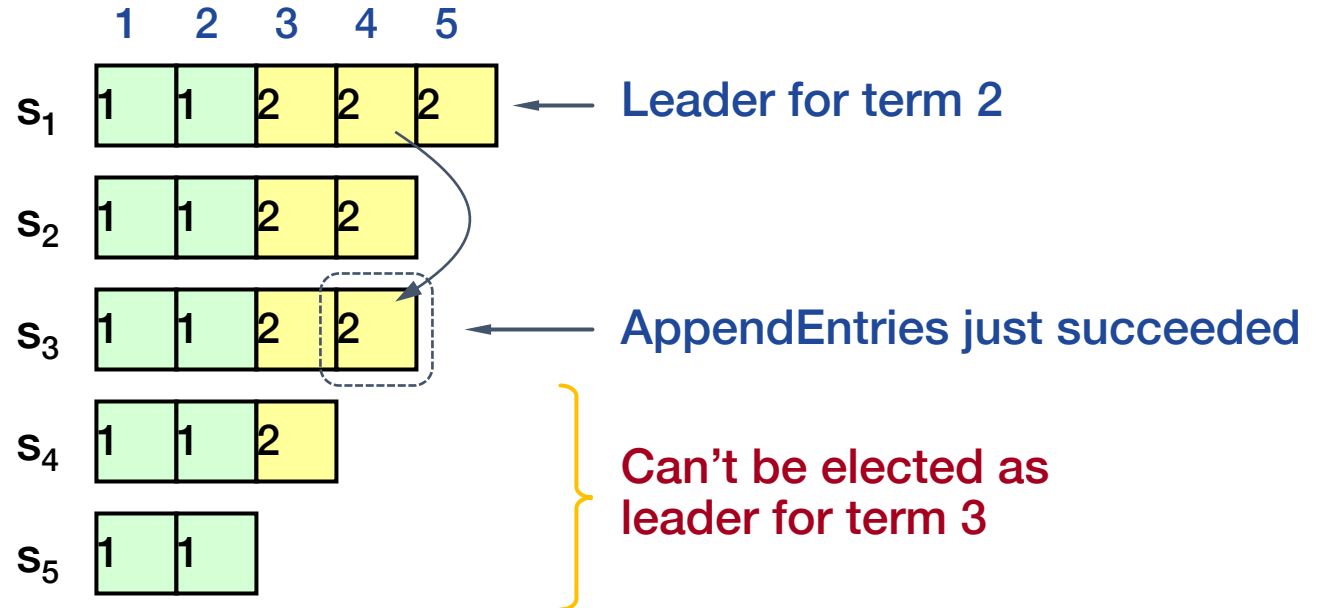 1 2 3 4 5
s1 1 1 2 2 2 Leader for term 2
s2 1 1 2 2
s3 1 1 2 2 AppendEntries just succeeded
s4 1 1 2
Can't be elected as
leader for term 3
s5 1 1